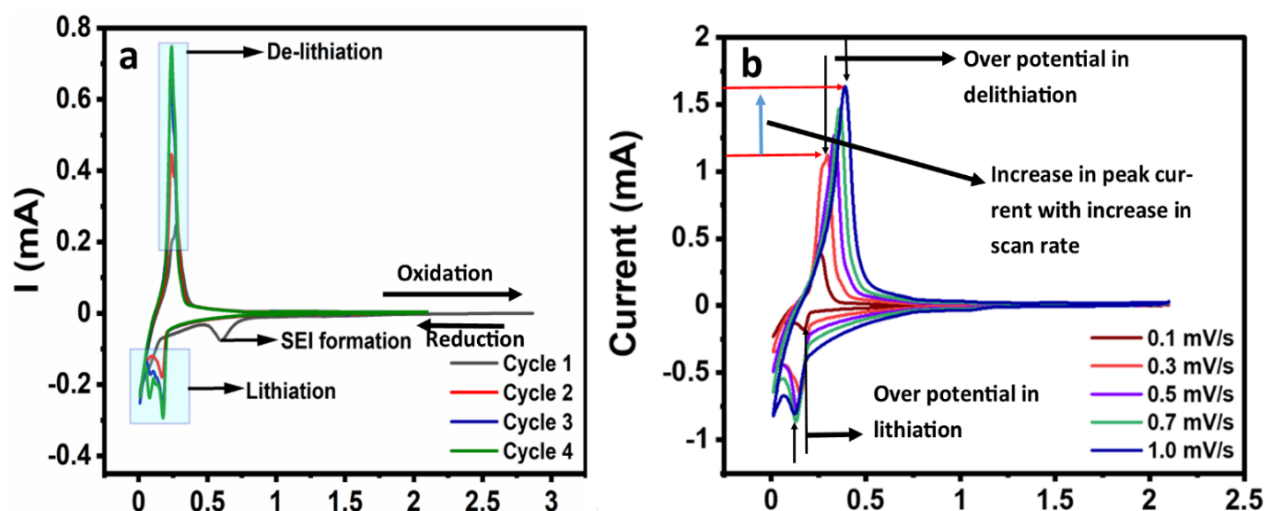 a
0.8
0.6
0.4
0.2
0
-0.2
-0.4
I (mA)
De-lithiation
Oxidation
Reduction
SEI formation
Lithiation
Cycle 1
Cycle 2
Cycle 3
Cycle 4
0
0.5
1
1.5
2
2.5
3
b
2
1.5
1
0.5
0
-0.5
-1
Current (mA)
Over potential in
delithiation
Increase in peak cur-
rent with increase in
scan rate
Over potential in
lithiation
0.1 mV/s
0.3 mV/s
0.5 mV/s
0.7 mV/s
1.0 mV/s
0
0.5
1
1.5
2
2.5